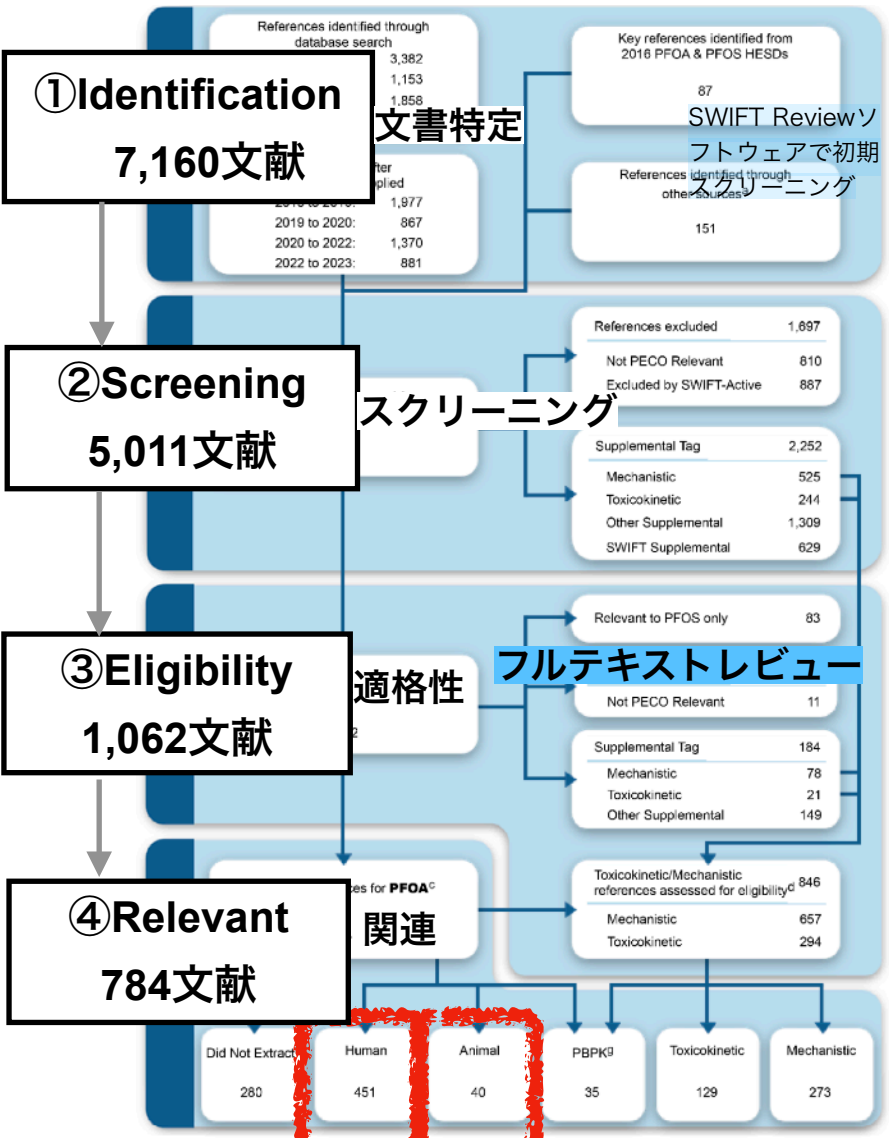 References identified through
database search
3,382
1,153
1,858
①Identification
7,160文献
文書特定
2019 to 2020: 867
2020 to 2022: 1,370
2022 to 2023: 881
1,977
Key references identified from
2016 PFOA & PFOS HESDs
87
SWIFT Reviewソ
フトウェアで初期
スクリーニング
References identified through
other sources
151
②Screening
5,011文献
スクリーニング
References excluded 1,697
Not PECO Relevant 810
Excluded by SWIFT-Active 887
Supplemental Tag 2,252
Mechanistic 525
Toxicokinetic 244
Other Supplemental 1,309
SWIFT Supplemental 629
③Eligibility
1,062文献
適格性
Relevant to PFOS only 83
フルテキストレビュー
Not PECO Relevant 11
Supplemental Tag 184
Mechanistic 78
Toxicokinetic 21
Other Supplemental 149
④Relevant
784文献
for PFOAᶜ
関連
Toxicokinetic/Mechanistic
references assessed for eligibilityᵈ 846
Mechanistic 657
Toxicokinetic 294
Did Not Extract
280
Human
451
Animal
40
PBPKᵍ
35
Toxicokinetic
129
Mechanistic
273